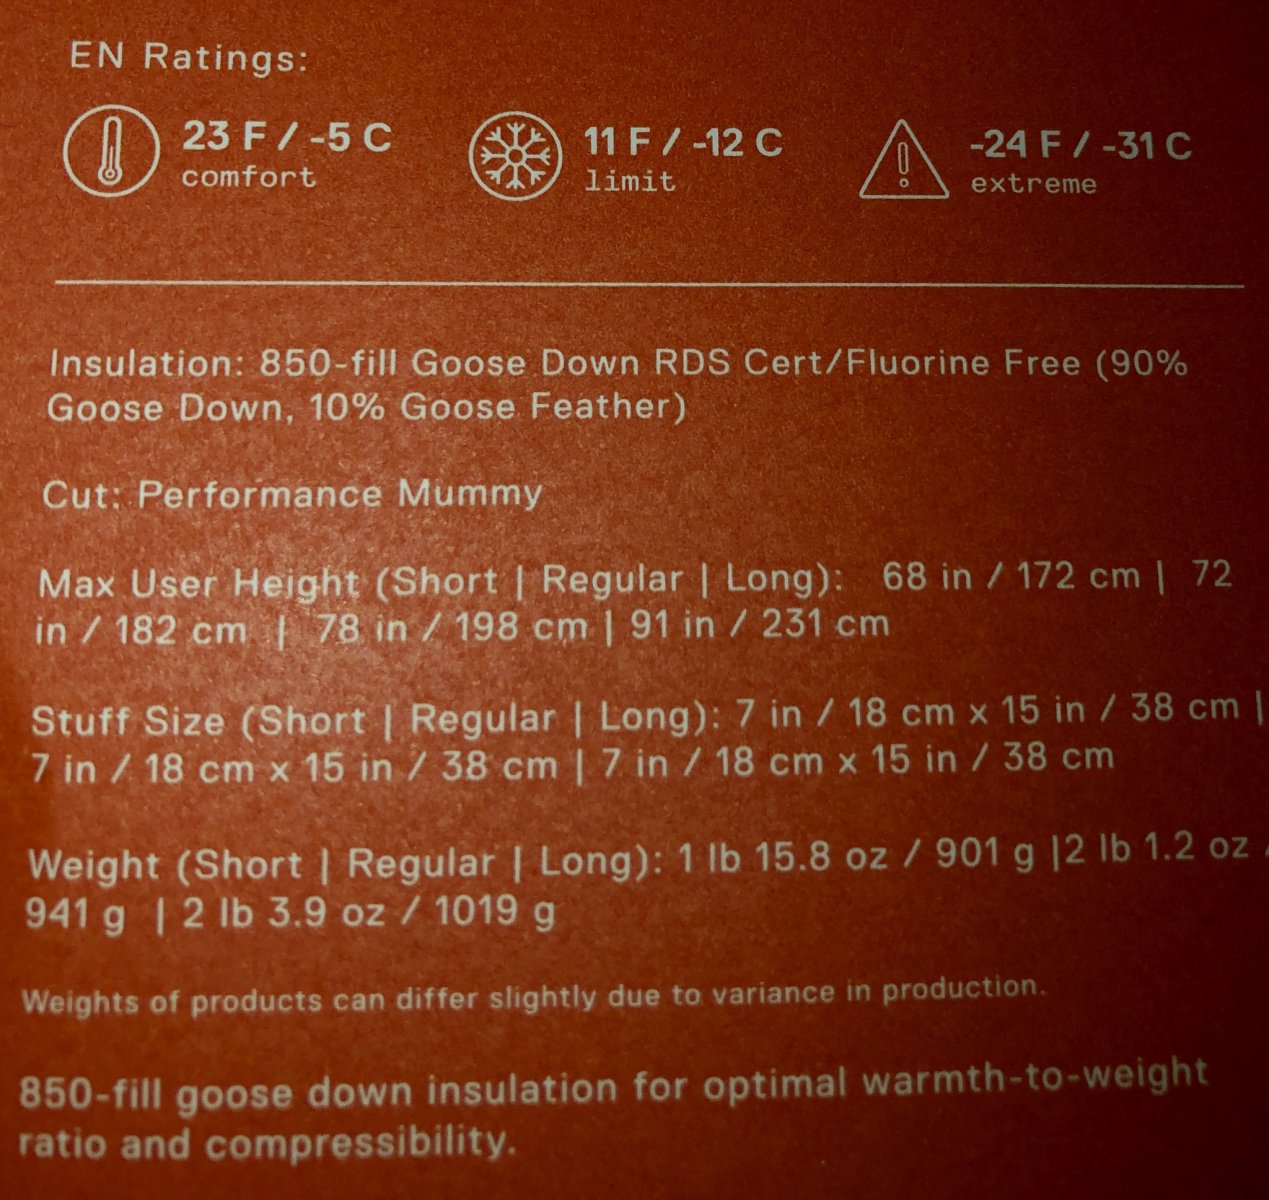 EN Ratings:
23 F / -5 C
comfort
11 F / -12 C
limit
-24 F / -31 C
extreme
Insulation: 850-fill Goose Down RDS Cert/Fluorine Free (90%
Goose Down, 10% Goose Feather)
Cut: Performance Mummy
Max User Height (Short | Regular | Long): 68 in / 172 cm | 72
in / 182 cm | 78 in / 198 cm | 91 in / 231 cm
Stuff Size (Short | Regular | Long): 7 in / 18 cm x 15 in / 38 cm |
7 in / 18 cm x 15 in / 38 cm | 7 in / 18 cm x 15 in / 38 cm
Weight (Short | Regular | Long): 1 lb 15.8 oz / 901 g |2 lb 1.2 oz /
941 g | 2 lb 3.9 oz / 1019 g
Weights of products can differ slightly due to variance in production.
850-fill goose down insulation for optimal warmth-to-weight
ratio and compressibility.